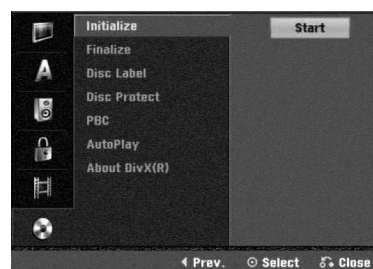 Initialize
Start
Finalize
Disc Label
Disc Protect
PBC
AutoPlay
About DivX(R)
Prev.
Select
Close